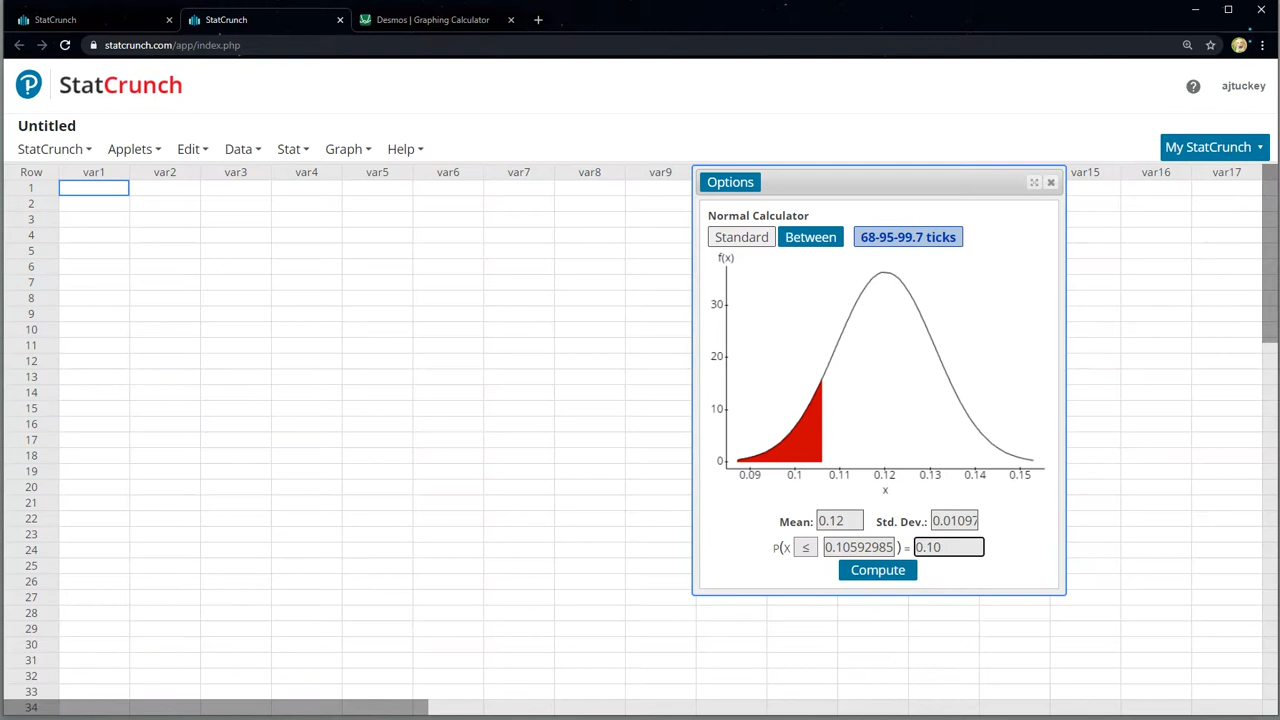 StatCrunch
StatCrunch
Desmos | Graphing Calculator
statcrunch.com/app/index.php
StatCrunch
ajtuckey
Untitled
StatCrunch Applets Edit Data Stat Graph Help
My StatCrunch
Row var1 var2 var3 var4 var5 var6 var7 var8 var9 var15 var16 var17
1
2
3
4
5
6
7
8
9
10
11
12
13
14
15
16
17
18
19
20
21
22
23
24
25
26
27
28
29
30
31
32
33
34
Options
Normal Calculator
Standard Between 68-95-99.7 ticks
f(x)
30
20
10
0
0.09 0.1 0.11 0.12 0.13 0.14 0.15
x
Mean: 0.12 Std. Dev.: 0.01097
P(X ≤ 0.10592985 ) = 0.10
Compute